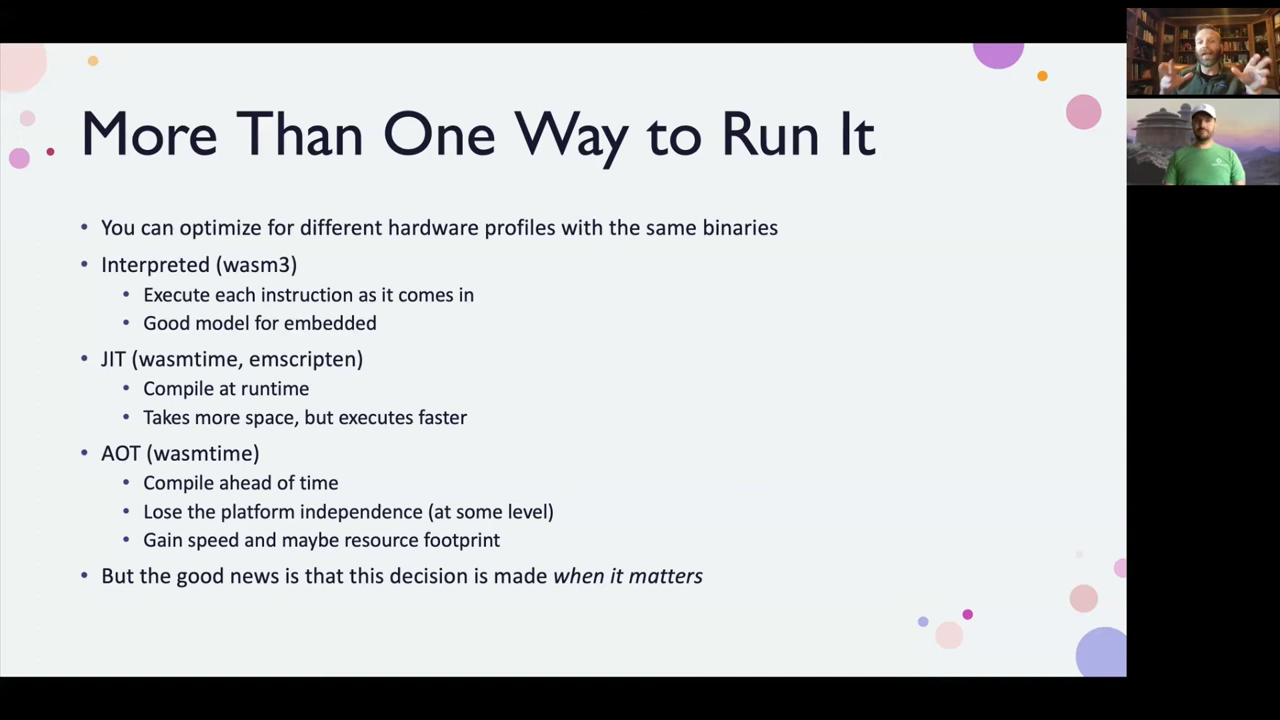 More Than One Way to Run It
• You can optimize for different hardware profiles with the same binaries
• Interpreted (wasm3)
• Execute each instruction as it comes in
• Good model for embedded
• JIT (wasmtime, emscripten)
• Compile at runtime
• Takes more space, but executes faster
• AOT (wasmtime)
• Compile ahead of time
• Lose the platform independence (at some level)
• Gain speed and maybe resource footprint
• But the good news is that this decision is made when it matters